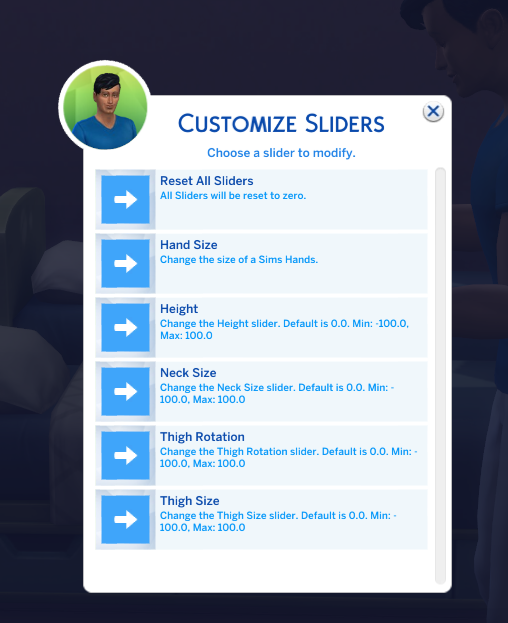 CUSTOMIZE SLIDERS
Choose a slider to modify.
Reset All Sliders
All Sliders will be reset to zero.
Hand Size
Change the size of a Sims Hands.
Height
Change the Height slider. Default is 0.0. Min: -100.0,
Max: 100.0
Neck Size
Change the Neck Size slider. Default is 0.0. Min: -
100.0, Max: 100.0
Thigh Rotation
Change the Thigh Rotation slider. Default is 0.0. Min: -
100.0, Max: 100.0
Thigh Size
Change the Thigh Size slider. Default is 0.0. Min: -
100.0, Max: 100.0